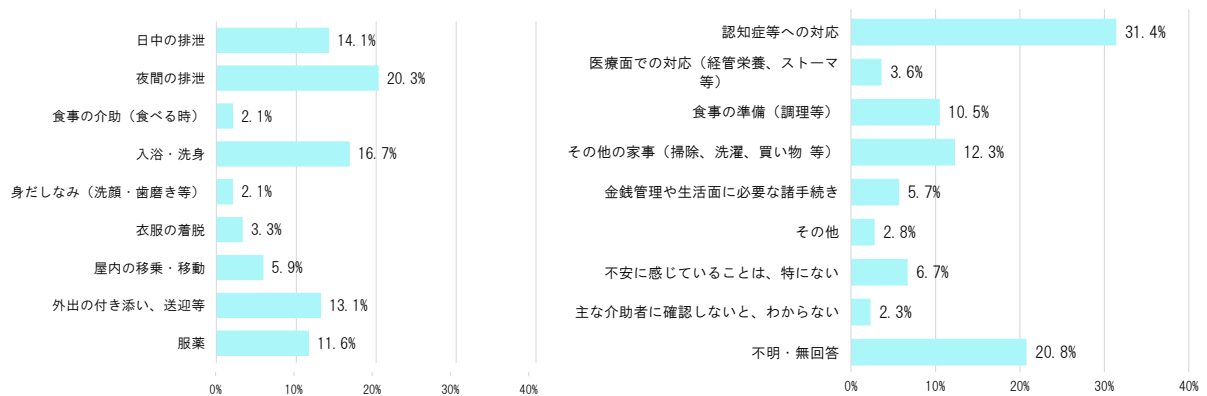 日中の排泄 14.1%
夜間の排泄 20.3%
食事の介助（食べる時） 2.1%
入浴・洗身 16.7%
身だしなみ（洗顔・歯磨き等） 2.1%
衣服の着脱 3.3%
屋内の移乗・移動 5.9%
外出の付き添い、送迎等 13.1%
服薬 11.6%
0% 10% 20% 30% 40%
認知症等への対応 31.4%
医療面での対応（経管栄養、ストーマ
等） 3.6%
食事の準備（調理等） 10.5%
その他の家事（掃除、洗濯、買い物 等） 12.3%
金銭管理や生活面に必要な諸手続き 5.7%
その他 2.8%
不安に感じていることは、特にない 6.7%
主な介助者に確認しないと、わからない 2.3%
不明・無回答 20.8%
0% 10% 20% 30% 40%